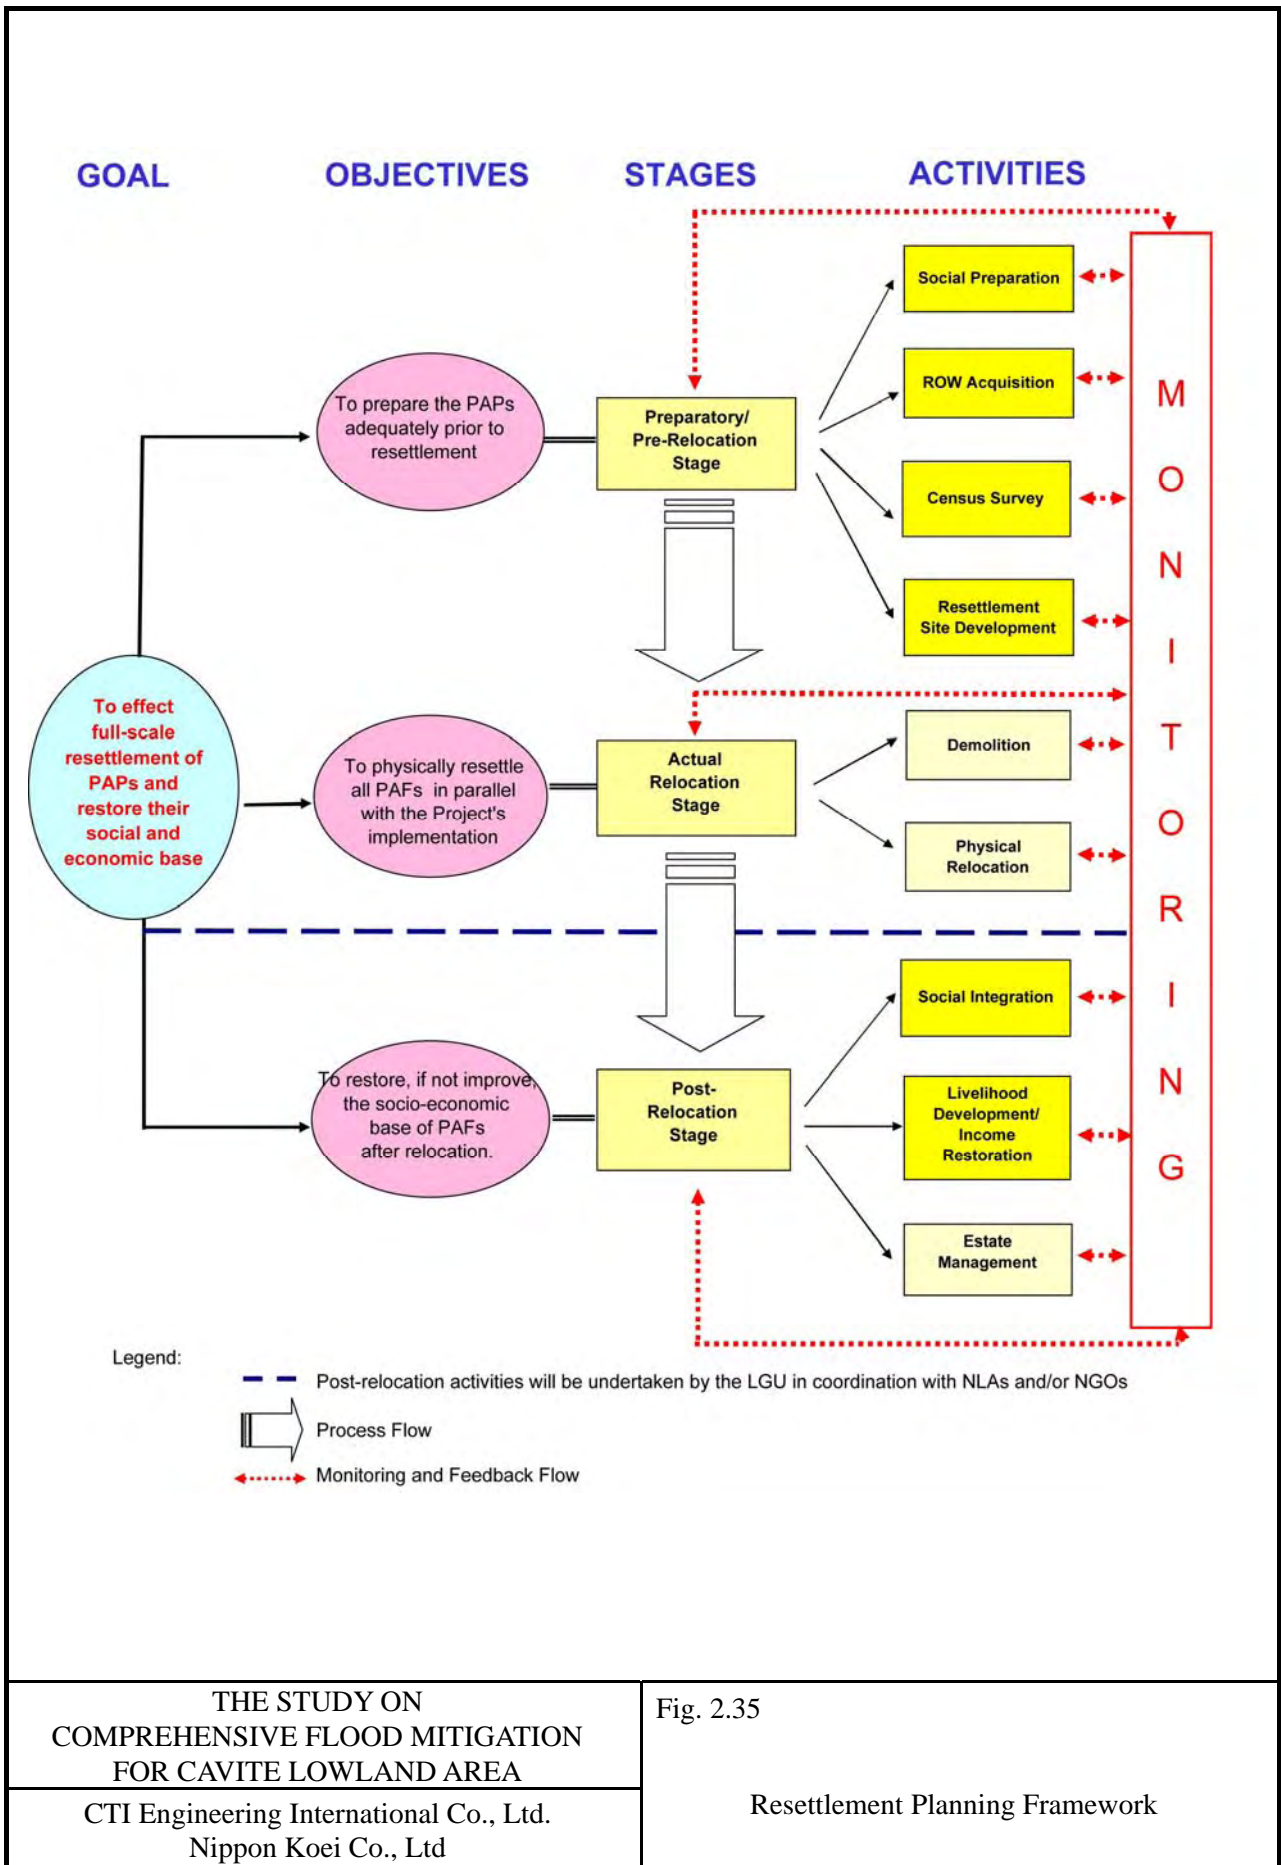 GOAL
OBJECTIVES
STAGES
ACTIVITIES
To effect
full-scale
resettlement of
PAPs and
restore their
social and
economic base
To prepare the PAPs
adequately prior to
resettlement
Preparatory/
Pre-Relocation
Stage
Social Preparation
ROW Acquisition
Census Survey
Resettlement
Site Development
To physically resettle
all PAFs in parallel
with the Project's
implementation
Actual
Relocation
Stage
Demolition
Physical
Relocation
To restore, if not improve,
the socio-economic
base of PAFs
after relocation.
Post-
Relocation
Stage
Social Integration
Livelihood
Development/
Income
Restoration
Estate
Management
M
O
N
I
T
O
R
I
N
G
Legend:
Post-relocation activities will be undertaken by the LGU in coordination with NLAs and/or NGOs
Process Flow
Monitoring and Feedback Flow
THE STUDY ON
COMPREHENSIVE FLOOD MITIGATION
FOR CAVITE LOWLAND AREA
CTI Engineering International Co., Ltd.
Nippon Koei Co., Ltd
Fig. 2.35
Resettlement Planning Framework